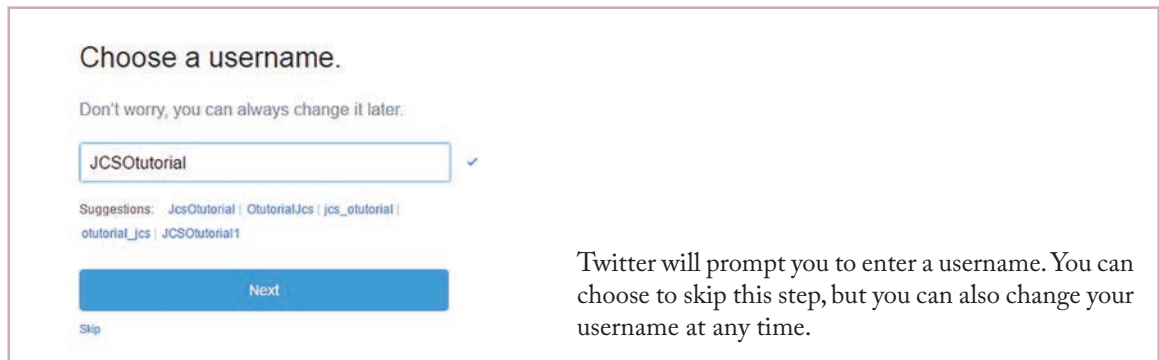 Choose a username.
Don't worry, you can always change it later.
JCSOtutorial
Suggestions: JcsOtutorial | OtutorialJcs | jcs_otutorial |
otutorial_jcs | JCSOtutorial1
Next
Skip
Twitter will prompt you to enter a username. You can
choose to skip this step, but you can also change your
username at any time.